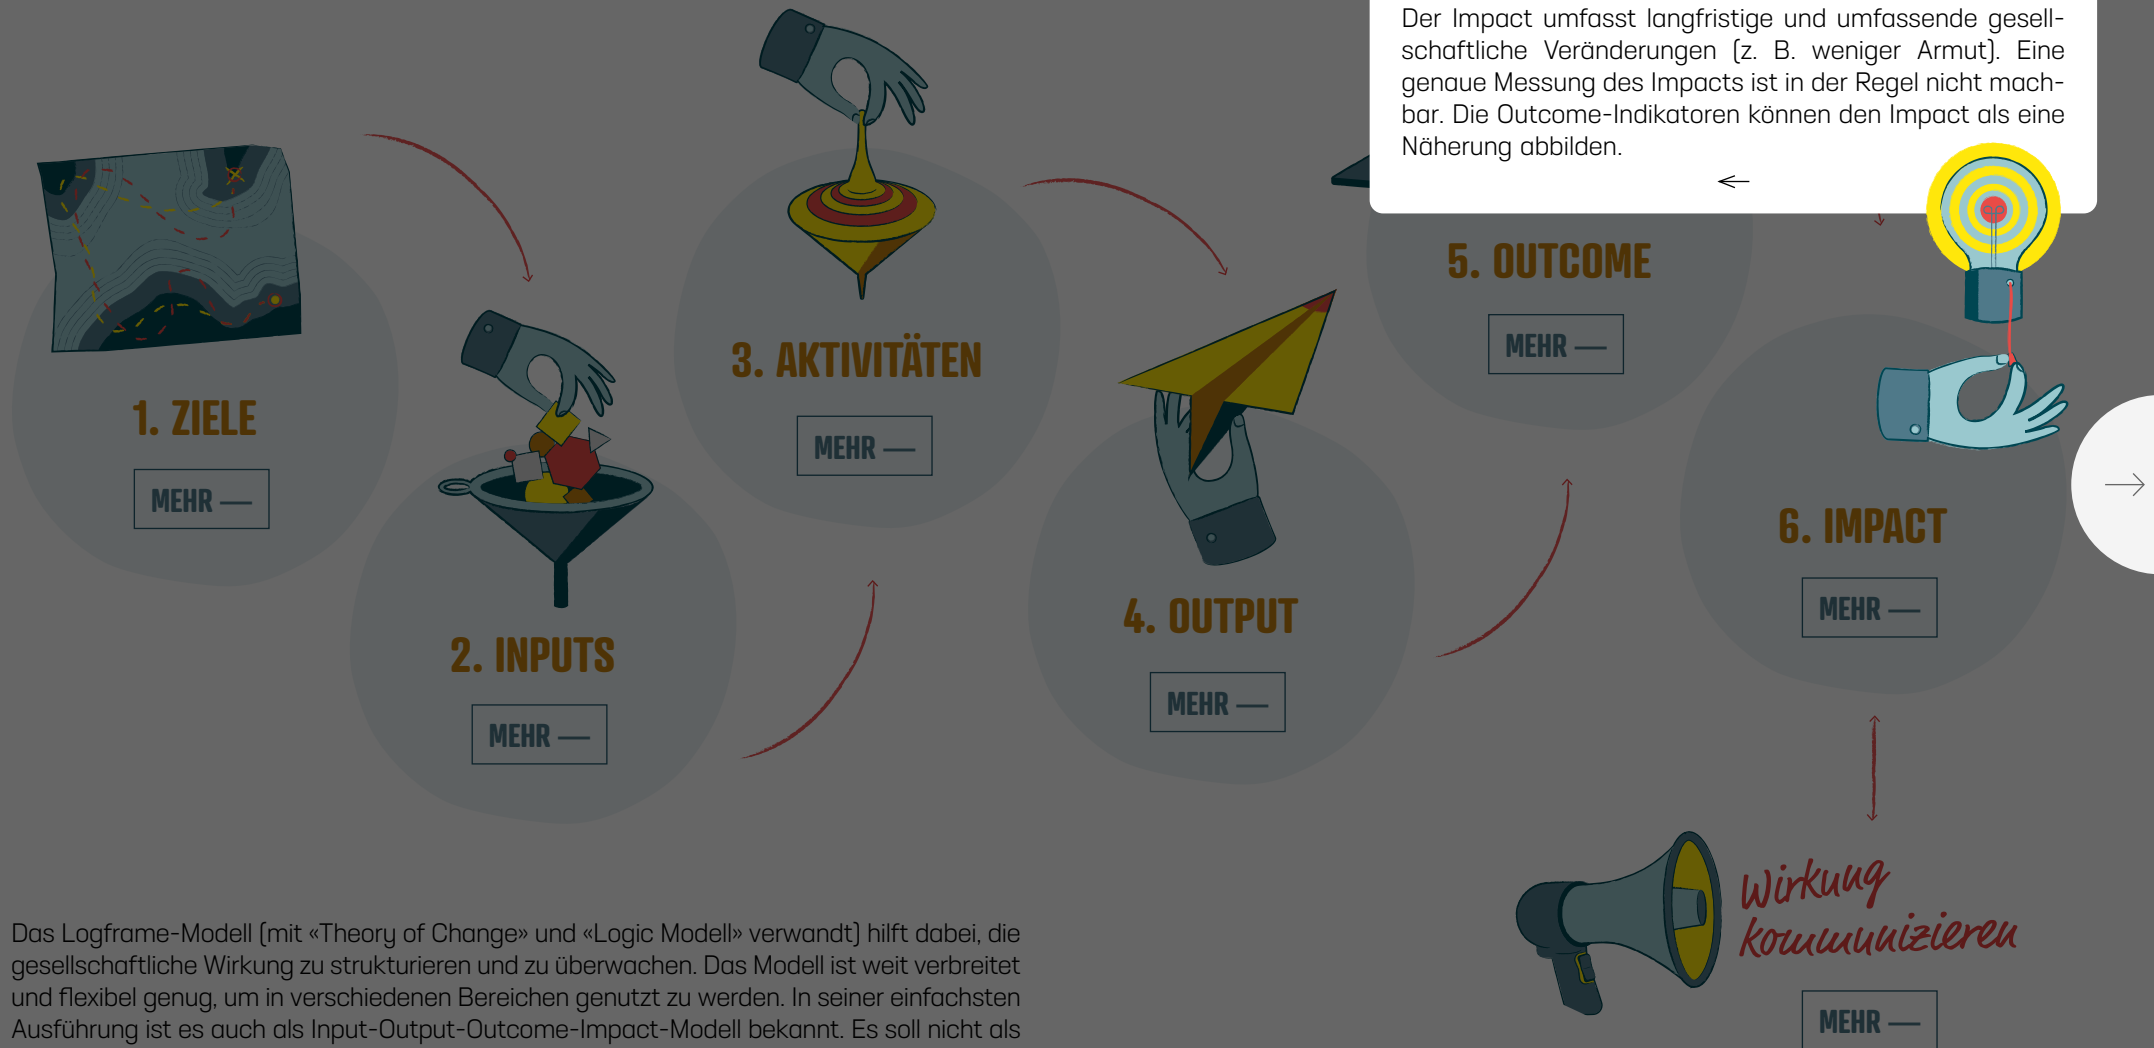 Der Impact umfasst langfristige und umfassende gesell-
schaftliche Veränderungen (z. B. weniger Armut). Eine
genaue Messung des Impacts ist in der Regel nicht mach-
bar. Die Outcome-Indikatoren können den Impact als eine
Näherung abbilden.
1. ZIELE
MEHR —
2. INPUTS
MEHR —
3. AKTIVITÄTEN
MEHR —
4. OUTPUT
MEHR —
5. OUTCOME
MEHR —
6. IMPACT
MEHR —
Wirkung
kommunizieren
MEHR —
Das Logframe-Modell (mit «Theory of Change» und «Logic Modell» verwandt) hilft dabei, die
gesellschaftliche Wirkung zu strukturieren und zu überwachen. Das Modell ist weit verbreitet
und flexibel genug, um in verschiedenen Bereichen genutzt zu werden. In seiner einfachsten
Ausführung ist es auch als Input-Output-Outcome-Impact-Modell bekannt. Es soll nicht als